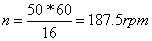 n = 50 * 60 / 16 = 187.5rpm